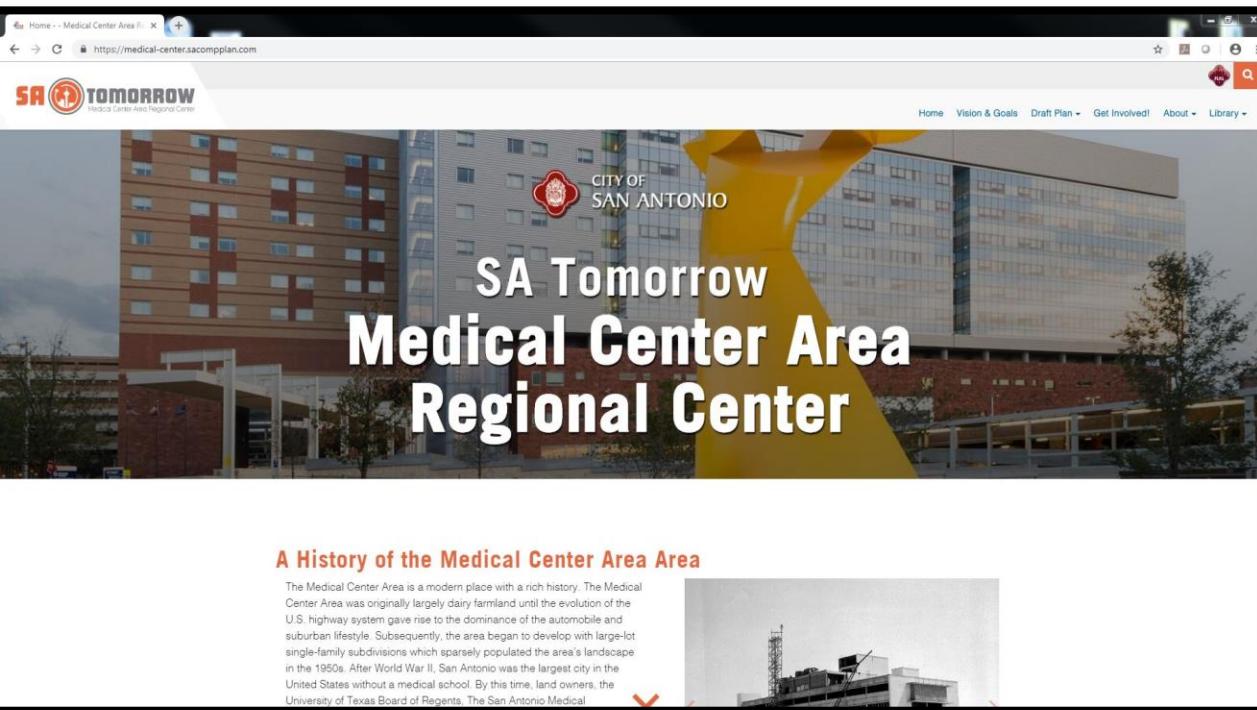 Home - - Medical Center Area R
https://medical-center.sacompplan.com
SA TOMORROW
Medical Center Area Regional Center
Home Vision & Goals Draft Plan Get Involved! About Library
CITY OF
SAN ANTONIO
SA Tomorrow
Medical Center Area
Regional Center
A History of the Medical Center Area Area
The Medical Center Area is a modern place with a rich history. The Medical
Center Area was originally largely dairy farmland until the evolution of the
U.S. highway system gave rise to the dominance of the automobile and
suburban lifestyle. Subsequently, the area began to develop with large-lot
single-family subdivisions which sparsely populated the area's landscape
in the 1950s. After World War II, San Antonio was the largest city in the
United States without a medical school. By this time, land owners, the
University of Texas Board of Regents, The San Antonio Medical